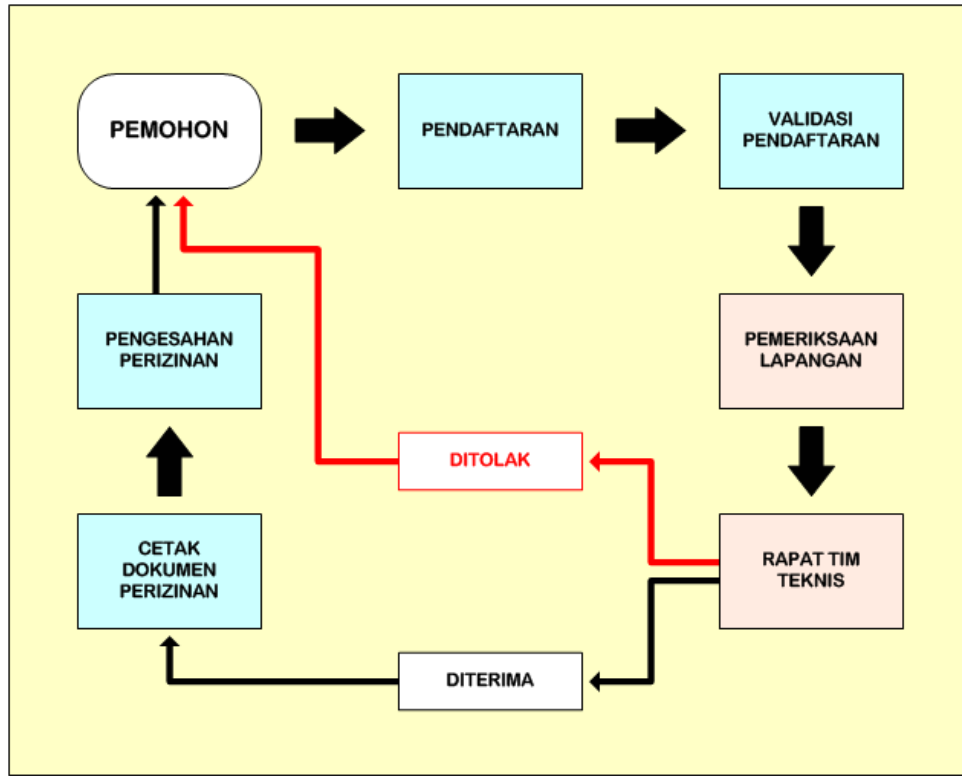 PEMOHON
PENDAFTARAN
VALIDASI
PENDAFTARAN
PENGESAHAN
PERIZINAN
PEMERIKSAAN
LAPANGAN
DITOLAK
CETAK
DOKUMEN
PERIZINAN
RAPAT TIM
TEKNIS
DITERIMA